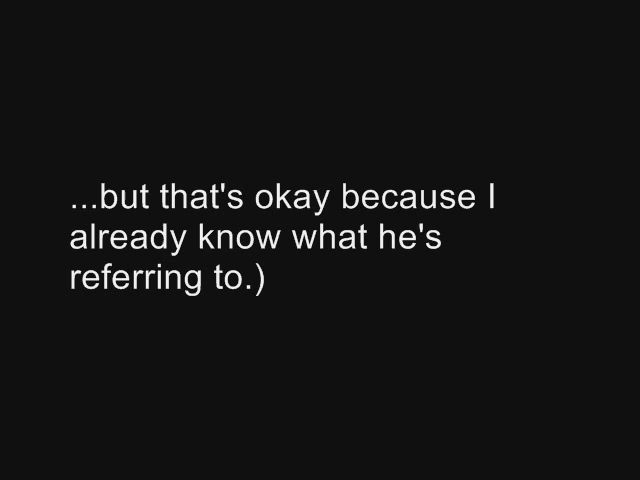 ...but that's okay because I
already know what he's
referring to.)